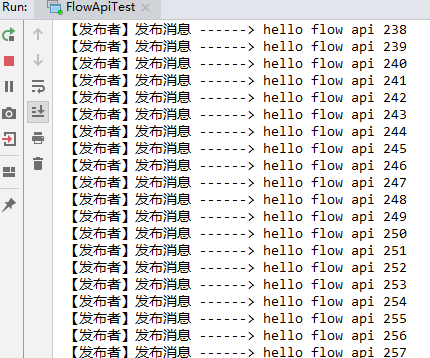 Run: FlowApiTest ×
【发布者】发布消息 ------> hello flow api 238
【发布者】发布消息 ------> hello flow api 239
【发布者】发布消息 ------> hello flow api 240
【发布者】发布消息 ------> hello flow api 241
【发布者】发布消息 ------> hello flow api 242
【发布者】发布消息 ------> hello flow api 243
【发布者】发布消息 ------> hello flow api 244
【发布者】发布消息 ------> hello flow api 245
【发布者】发布消息 ------> hello flow api 246
【发布者】发布消息 ------> hello flow api 247
【发布者】发布消息 ------> hello flow api 248
【发布者】发布消息 ------> hello flow api 249
【发布者】发布消息 ------> hello flow api 250
【发布者】发布消息 ------> hello flow api 251
【发布者】发布消息 ------> hello flow api 252
【发布者】发布消息 ------> hello flow api 253
【发布者】发布消息 ------> hello flow api 254
【发布者】发布消息 ------> hello flow api 255
【发布者】发布消息 ------> hello flow api 256
【发布者】发布消息 ------> hello flow api 257